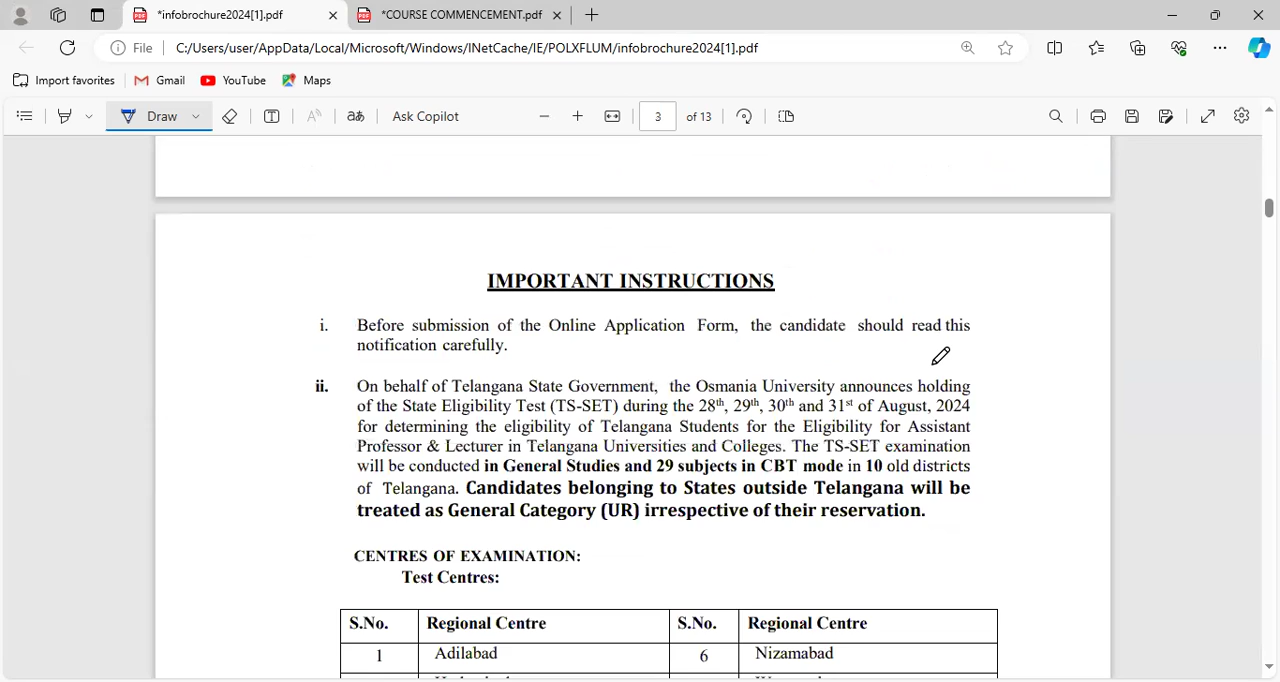 *infobrochure2024[1].pdf
*COURSE COMMENCEMENT.pdf
File
C:/Users/user/AppData/Local/Microsoft/Windows/INetCache/IE/POLXFLUM/infobrochure2024[1].pdf
Import favorites
Gmail
YouTube
Maps
Draw
Ask Copilot
3
of 13
IMPORTANT INSTRUCTIONS
i. Before submission of the Online Application Form, the candidate should read this
notification carefully.
ii. On behalf of Telangana State Government, the Osmania University announces holding
of the State Eligibility Test (TS-SET) during the 28th, 29th, 30th and 31st of August, 2024
for determining the eligibility of Telangana Students for the Eligibility for Assistant
Professor & Lecturer in Telangana Universities and Colleges. The TS-SET examination
will be conducted in General Studies and 29 subjects in CBT mode in 10 old districts
of Telangana. Candidates belonging to States outside Telangana will be
treated as General Category (UR) irrespective of their reservation.
CENTRES OF EXAMINATION:
Test Centres:
S.No. Regional Centre S.No. Regional Centre
1 Adilabad 6 Nizamabad